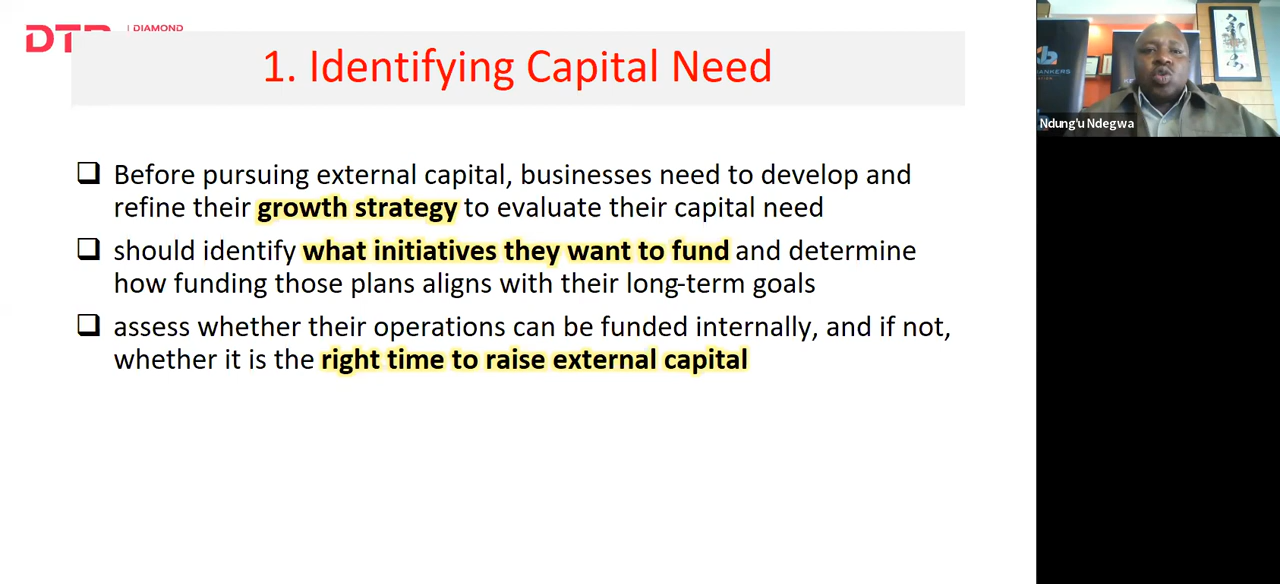 DTB | DIAMOND
1. Identifying Capital Need
❑ Before pursuing external capital, businesses need to develop and
refine their growth strategy to evaluate their capital need
❑ should identify what initiatives they want to fund and determine
how funding those plans aligns with their long-term goals
❑ assess whether their operations can be funded internally, and if not,
whether it is the right time to raise external capital
ANKERS
KE
Ndung'u Ndegwa